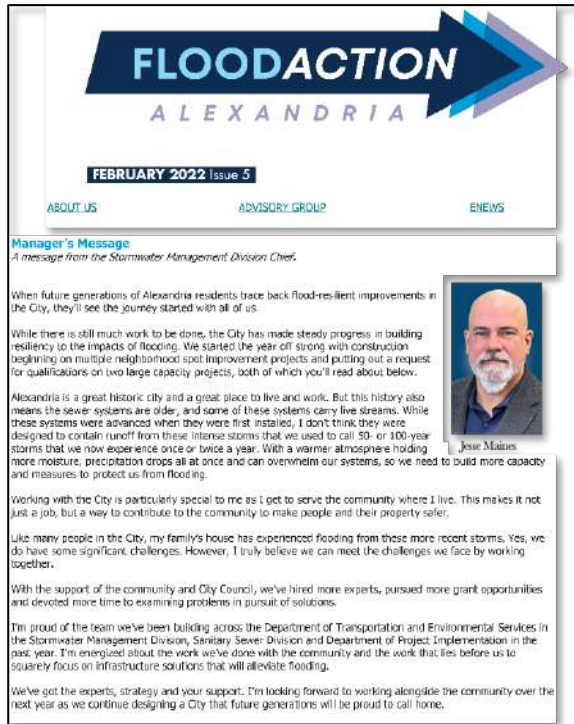 FLOODACTION
ALEXANDRIA
FEBRUARY 2022 Issue 5
ABOUT US
ADVISORY GROUP
ENEWS
Manager's Message
A message from the Stormwater Management Division Chief.
When future generations of Alexandria residents trace back flood-resilient improvements in
the City, they'll see the journey started with all of us.
While there is still much work to be done, the City has made steady progress in building
resiliency to the impacts of flooding. We started the year off strong with construction
beginning on multiple neighborhood spot improvement projects and putting out a request
for qualifications on two large capacity projects, both of which you'll read about below.
Alexandria is a great historic city and a great place to live and work. But this history also
means the sewer systems are older, and some of these systems carry live streams. While
these systems were advanced when they were first installed, I don't think they were
designed to contain runoff from these intense storms that we used to call 50- or 100-year
storms that we now experience once or twice a year. With a warmer atmosphere holding
more moisture, precipitation drops all at once and can overwhelm our systems, so we need to build more capacity
and measures to protect us from flooding.
Jesse Maines
Working with the City is particularly special to me as I get to serve the community where I live. This makes it not
just a job, but a way to contribute to the community to make people and their property safer.
Like many people in the City, my family's house has experienced flooding from these more recent storms. Yes, we
do have some significant challenges. However, I truly believe we can meet the challenges we face by working
together.
With the support of the community and City Council, we've hired more experts, pursued more grant opportunities
and devoted more time to examining problems in pursuit of solutions.
I'm proud of the team we've been building across the Department of Transportation and Environmental Services in
the Stormwater Management Division, Sanitary Sewer Division and Department of Project Implementation in the
past year. I'm energized about the work we've done with the community and the work that lies before us to
squarely focus on infrastructure solutions that will alleviate flooding.
We've got the experts, strategy and your support. I'm looking forward to working alongside the community over the
next year as we continue designing a City that future generations will be proud to call home.